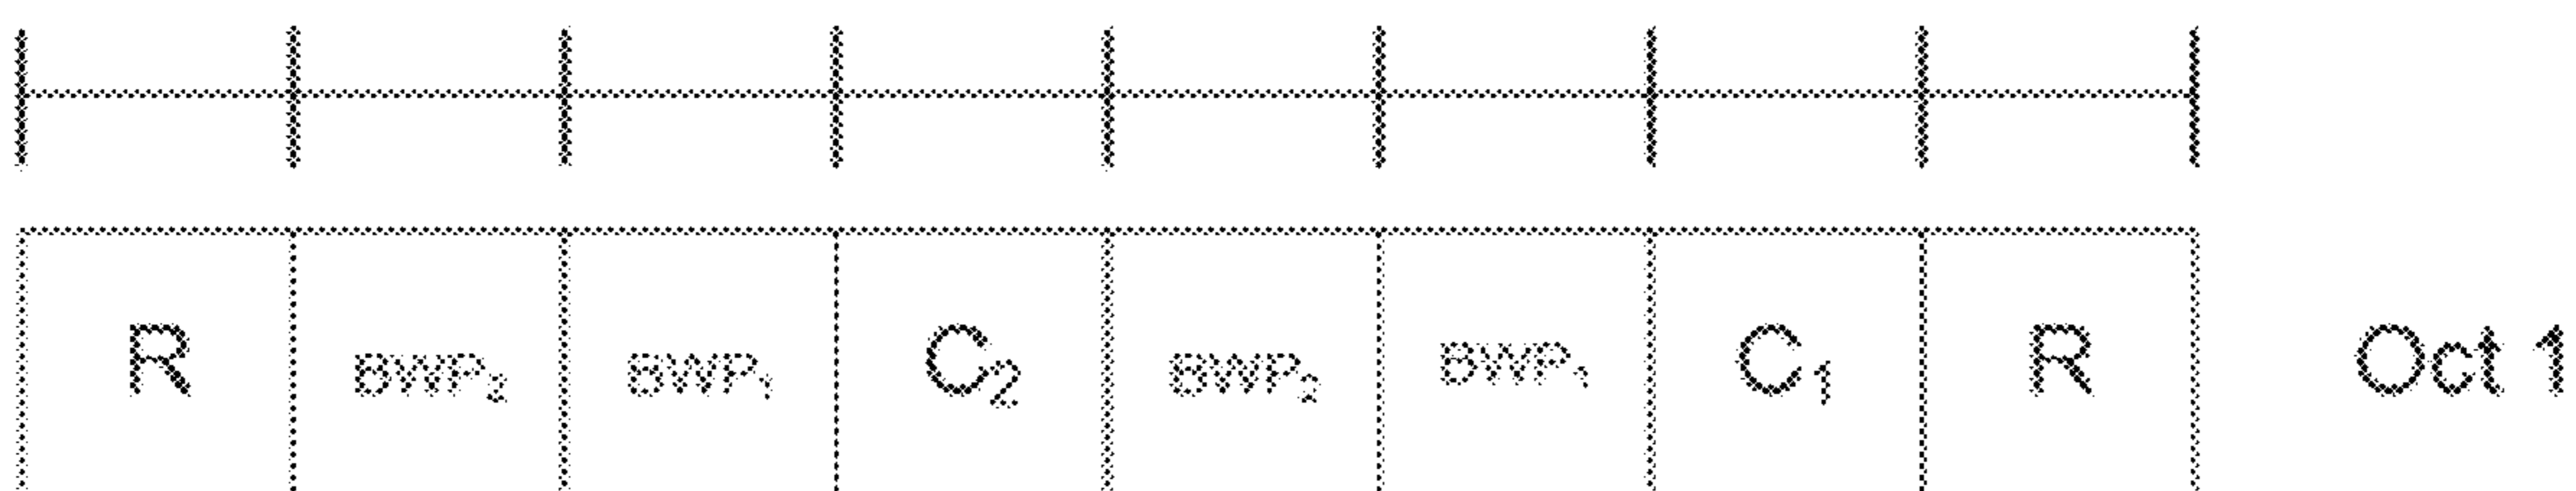 R BWP₂ BWP₁ C₂ BWP₂ BWP₁ C₁ R Oct 1